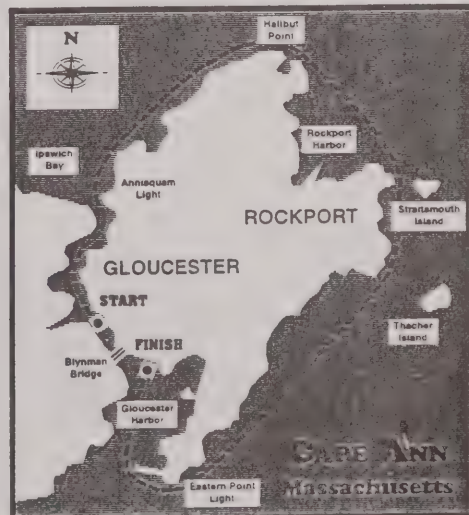 Halibut
Point
N
Rockport
Harbor
Ipswich
Bay
Annisquam
Light
Straitsmouth
Island
ROCKPORT
GLOUCESTER
START
Thacher
Island
FINISH
Blynman
Bridge
Gloucester
Harbor
CAPE ANN
Massachusetts
Eastern Point
Light